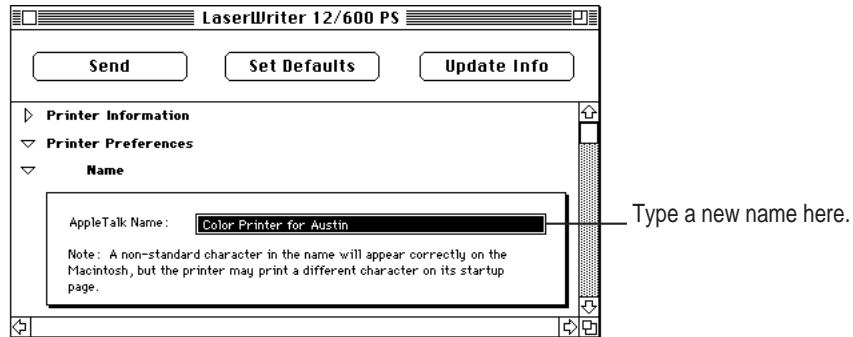 LaserWriter 12/600 PS
Send Set Defaults Update Info
Printer Information
Printer Preferences
Name
AppleTalk Name: Color Printer for Austin
Type a new name here.
Note: A non-standard character in the name will appear correctly on the
Macintosh, but the printer may print a different character on its startup
page.